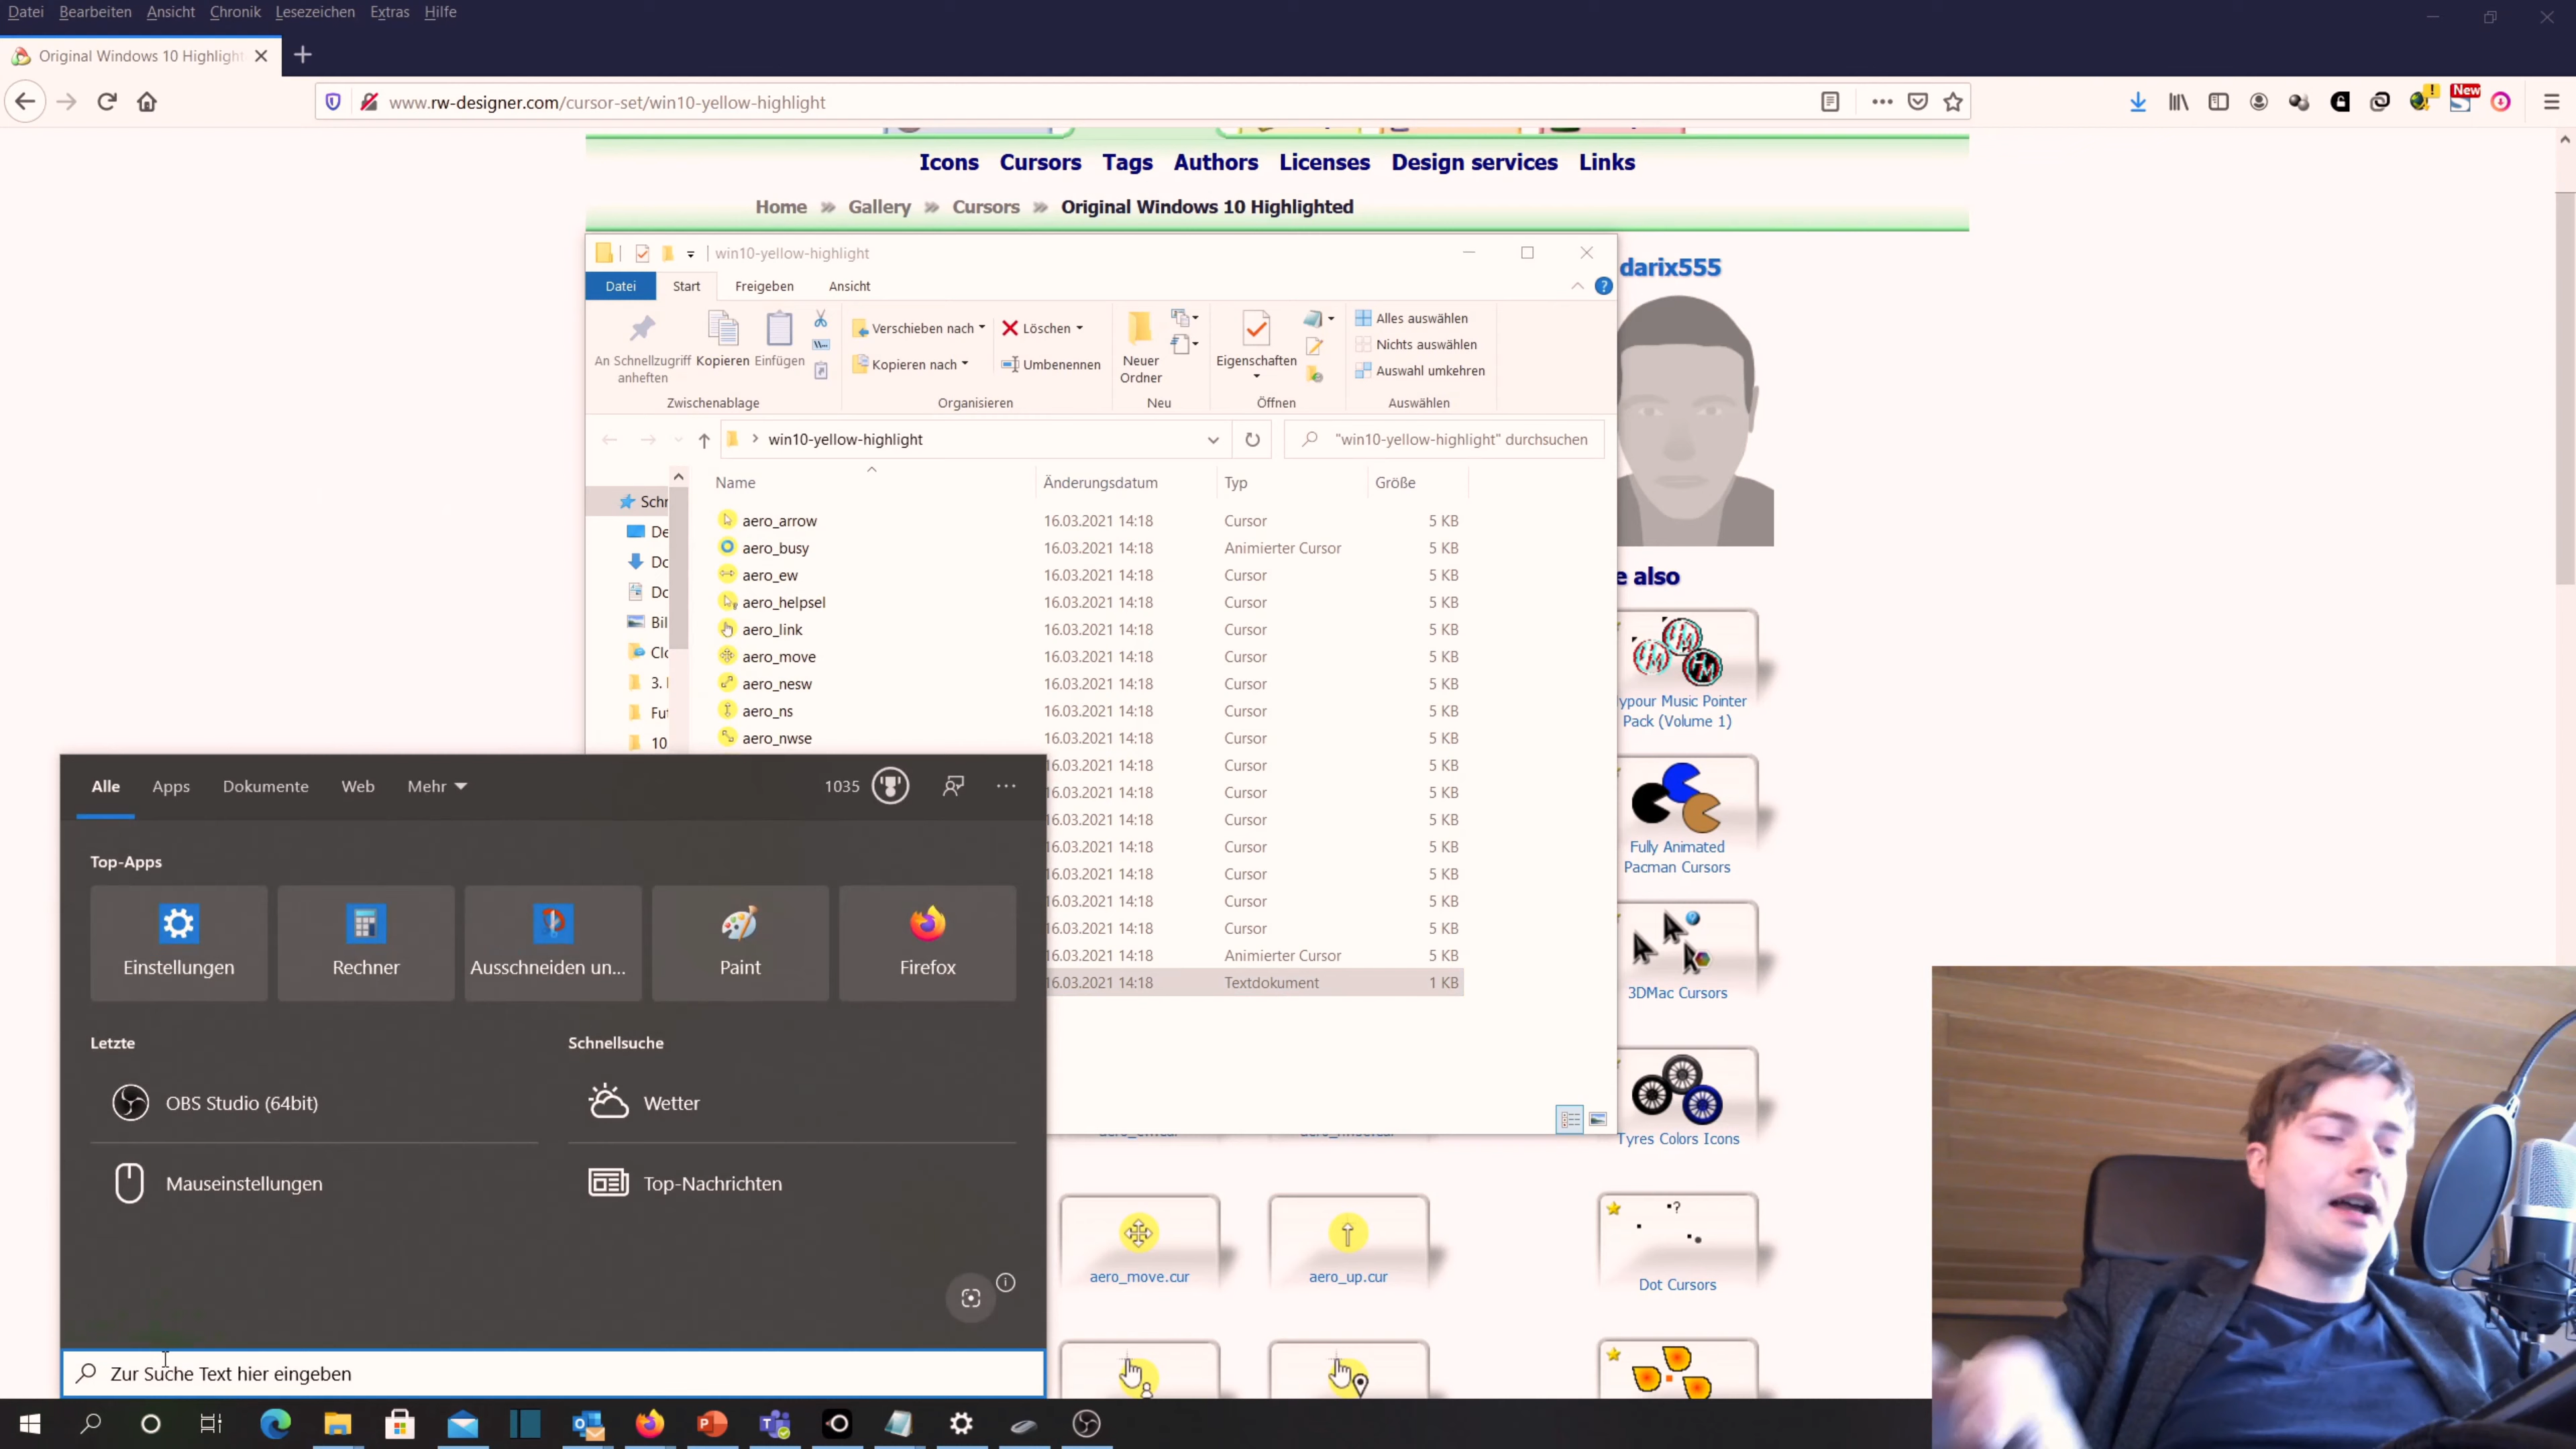 Datei Bearbeiten Ansicht Chronik Lesezeichen Extras Hilfe
Original Windows 10 Highlight
www.rw-designer.com/cursor-set/win10-yellow-highlight
New
Icons Cursors Tags Authors Licenses Design services Links
Home » Gallery » Cursors » Original Windows 10 Highlighted
win10-yellow-highlight
darix555
Datei Start Freigeben Ansicht
An Schnellzugriff anheften
Kopieren
Einfügen
Verschieben nach
Kopieren nach
Löschen
Umbenennen
Neuer Ordner
Eigenschaften
Alles auswählen
Nichts auswählen
Auswahl umkehren
Zwischenablage Organisieren Neu Öffnen Auswählen
win10-yellow-highlight
"win10-yellow-highlight" durchsuchen
Name Änderungsdatum Typ Größe
aero_arrow 16.03.2021 14:18 Cursor 5 KB
aero_busy 16.03.2021 14:18 Animierter Cursor 5 KB
aero_ew 16.03.2021 14:18 Cursor 5 KB
aero_helpsel 16.03.2021 14:18 Cursor 5 KB
aero_link 16.03.2021 14:18 Cursor 5 KB
aero_move 16.03.2021 14:18 Cursor 5 KB
aero_nesw 16.03.2021 14:18 Cursor 5 KB
aero_ns 16.03.2021 14:18 Cursor 5 KB
aero_nwse 16.03.2021 14:18 Cursor 5 KB
16.03.2021 14:18 Cursor 5 KB
16.03.2021 14:18 Cursor 5 KB
16.03.2021 14:18 Cursor 5 KB
16.03.2021 14:18 Cursor 5 KB
16.03.2021 14:18 Cursor 5 KB
16.03.2021 14:18 Cursor 5 KB
16.03.2021 14:18 Cursor 5 KB
16.03.2021 14:18 Animierter Cursor 5 KB
16.03.2021 14:18 Textdokument 1 KB
Schr
De
Do
Do
Bil
Clo
3.
Fu
10
e also
ypour Music Pointer
Pack (Volume 1)
Fully Animated
Pacman Cursors
3DMac Cursors
Tyres Colors Icons
Dot Cursors
aero_move.cur
aero_up.cur
Alle Apps Dokumente Web Mehr 1035
Top-Apps
Einstellungen Rechner Ausschneiden un... Paint Firefox
Letzte Schnellsuche
OBS Studio (64bit) Wetter
Mauseinstellungen Top-Nachrichten
Zur Suche Text hier eingeben